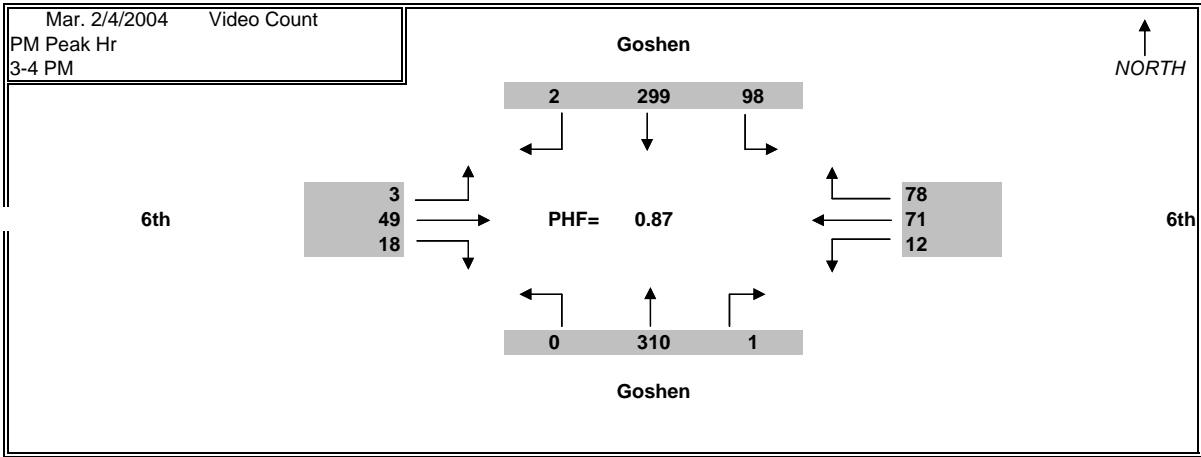 Mar. 2/4/2004 Video Count
PM Peak Hr
3-4 PM
Goshen
NORTH
2 299 98
3 78
6th 49 PHF= 0.87 71 6th
18 12
0 310 1
Goshen